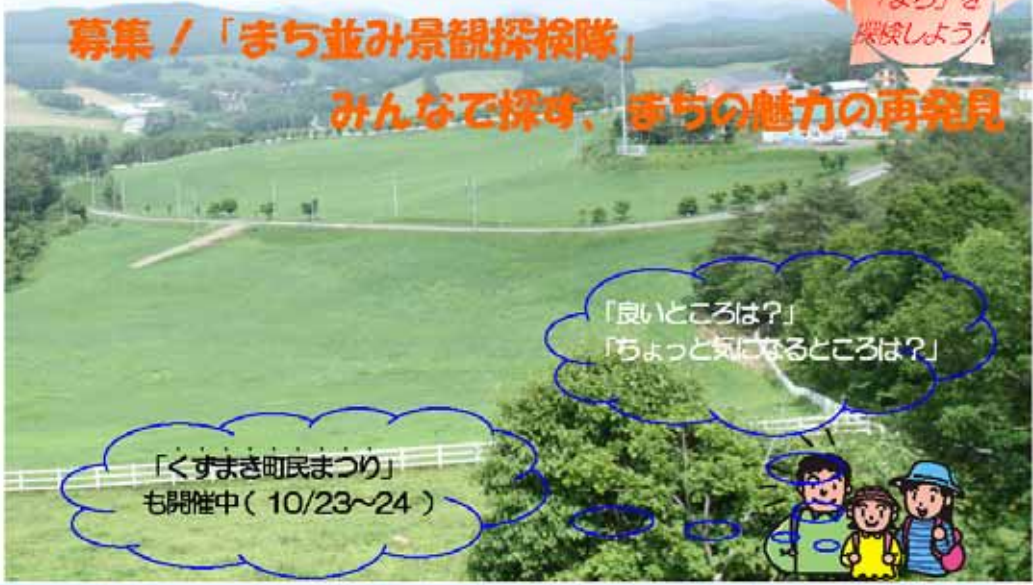 募集！「まち並み景観探検隊」
「まち」を
探検しよう！
みんなで探す、まちの魅力の再発見
「良いところは？」
「ちょっと気になるところは？」
「くずまき町民まつり」
も開催中（ 10/23～24 ）